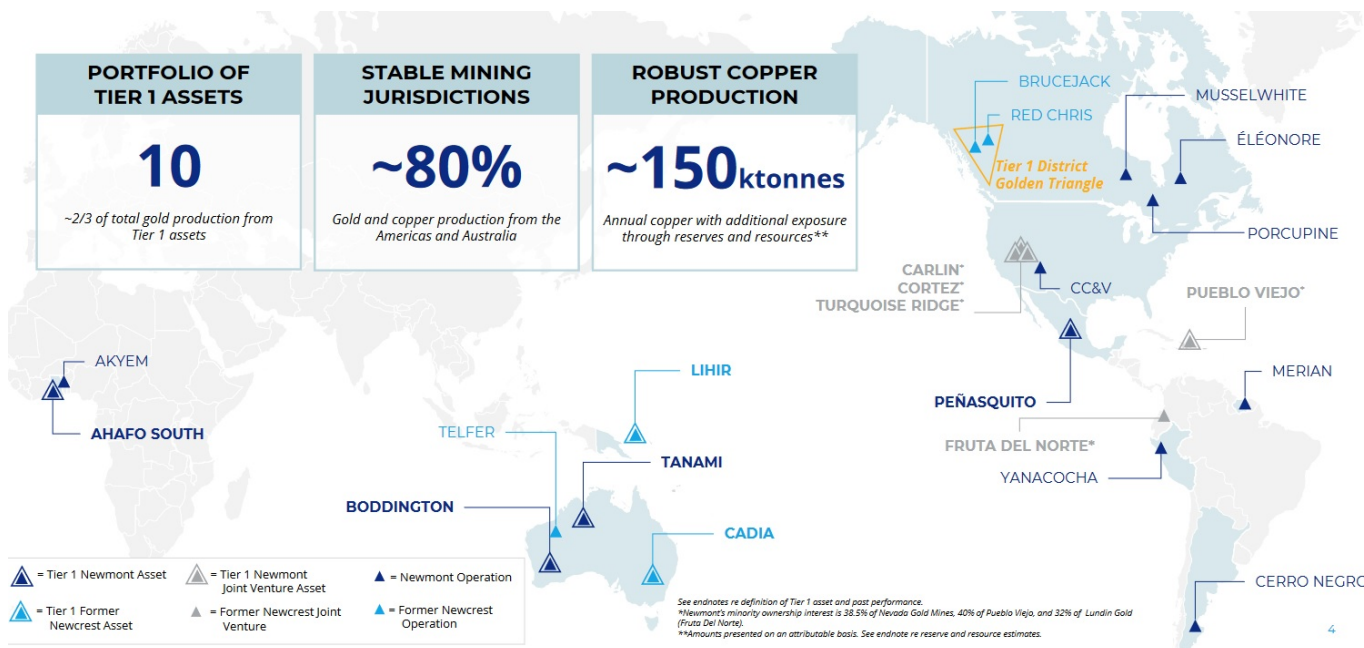 PORTFOLIO OF
TIER 1 ASSETS
10
~2/3 of total gold production from
Tier 1 assets
STABLE MINING
JURISDICTIONS
~80%
Gold and copper production from the
Americas and Australia
ROBUST COPPER
PRODUCTION
~150ktonnes
Annual copper with additional exposure
through reserves and resources**
BRUCEJACK
RED CHRIS
Tier 1 District
Golden Triangle
MUSSELWHITE
ÉLÉONORE
PORCUPINE
CARLIN*
CORTEZ*
TURQUOISE RIDGE*
CC&V
PUEBLO VIEJO*
PEÑASQUITO
MERIAN
FRUTA DEL NORTE*
YANACOCHA
CERRO NEGRO
AKYEM
AHAFO SOUTH
LIHIR
TELFER
TANAMI
BODDINGTON
CADIA
= Tier 1 Newmont Asset
= Tier 1 Newmont
Joint Venture Asset
= Newmont Operation
= Tier 1 Former
Newcrest Asset
= Former Newcrest Joint
Venture
= Former Newcrest
Operation
See endnotes re definition of Tier 1 asset and past performance.
*Newmont's minority ownership interest is 38.5% of Nevada Gold Mines, 40% of Pueblo Viejo, and 32% of Lundin Gold
(Fruta Del Norte).
**Amounts presented on an attributable basis. See endnote re reserve and resource estimates.
4